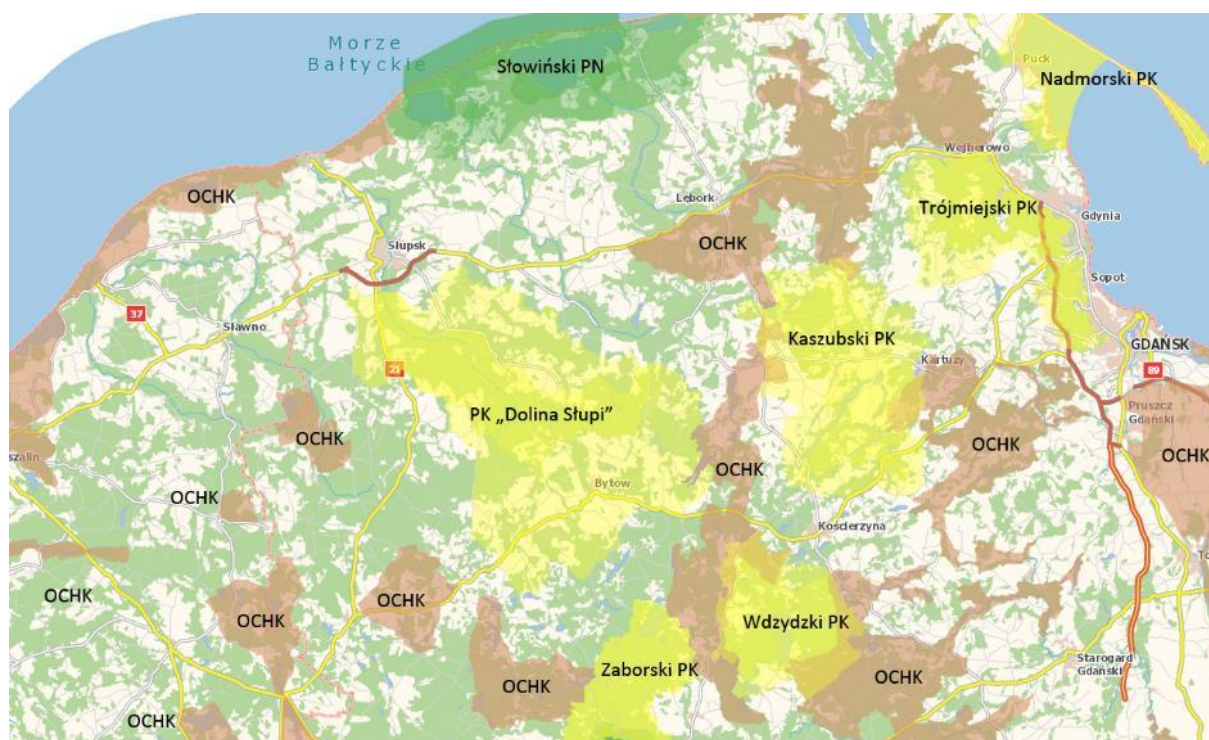 Morze
Bałtyckie
Słowiński PN
Puck
Nadmorski PK
Wejherowo
OCHK
Lębork
Trójmiejski PK
Gdynia
OCHK
Słupsk
Sopot
37
Sławno
Kaszubski PK
GDAŃSK
Kartuzy
21
89
PK „Dolina Słupi”
Pruszcz
Gdański
OCHK
OCHK
OCHK
szalin
OCHK
OCHK
Bytów
Kościerzyna
OCHK
OCHK
OCHK
Wdzydzki PK
Zaborski PK
Starogard
Gdański
OCHK
OCHK
OCHK